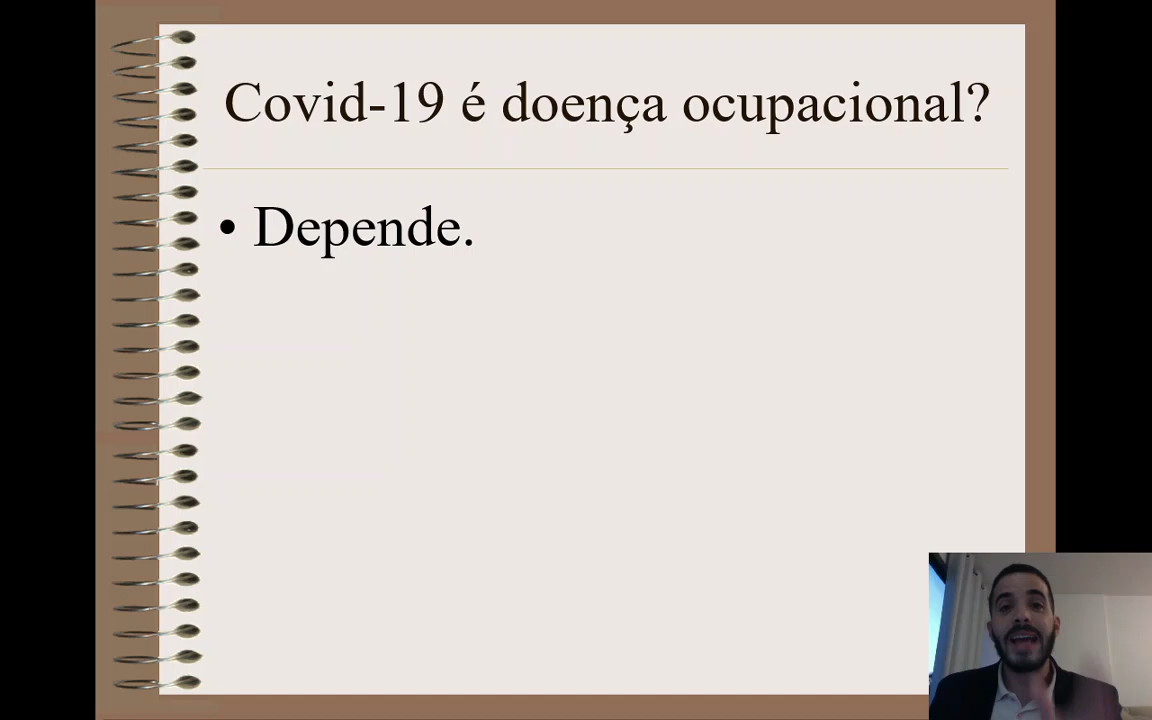 Covid-19 é doença ocupacional?
• Depende.